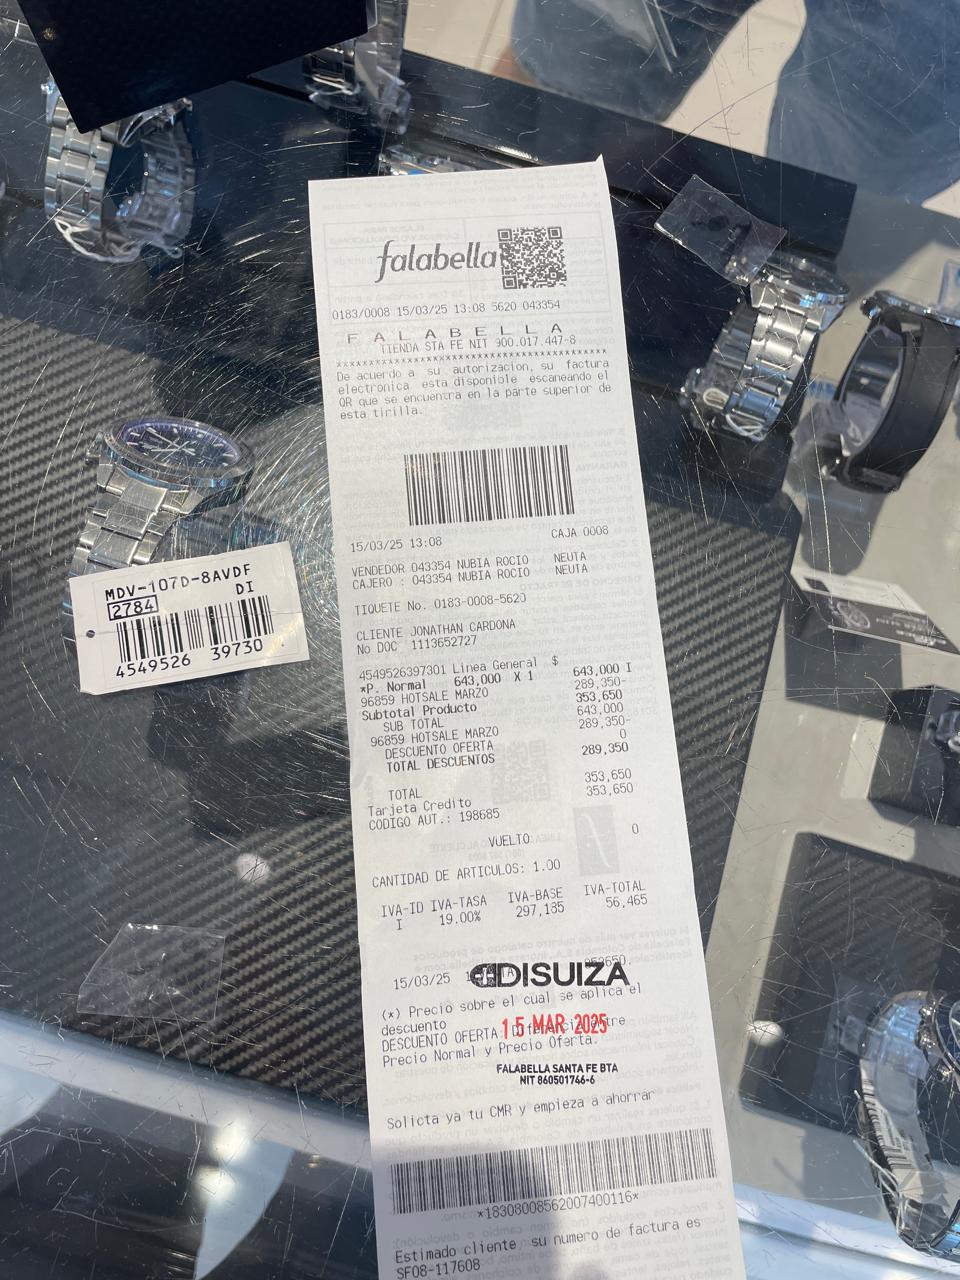 falabella
0183/0008 15/03/25 13:08 5620 043354
F A L A B E L L A
TIENDA STA FE NIT 900.017.447-8
De acuerdo a su autorizacion, su factura
electronica esta disponible escaneando el
QR que se encuentra en la parte superior de
esta tirilla.
15/03/25 13:08 CAJA 0008
VENDEDOR 043354 NUBIA ROCIO NEUTA
CAJERO : 043354 NUBIA ROCIO NEUTA
TIQUETE No. 0183-0008-5620
CLIENTE JONATHAN CARDONA
No DOC 1113652727
4549526397301 Linea General $ 643,000 I
*P. Normal 643,000 X 1
96859 HOTSALE MARZO 289,350-
Subtotal Producto 353,650
SUB TOTAL 643,000
96859 HOTSALE MARZO 289,350-
DESCUENTO OFERTA 0
TOTAL DESCUENTOS 289,350
TOTAL 353,650
Tarjeta Credito 353,650
CODIGO AUT.: 198685
VUELTO 0
CANTIDAD DE ARTICULOS: 1.00
IVA-ID IVA-TASA IVA-BASE IVA-TOTAL
I 19.00% 297,185 56,465
15/03/25
DISUIZA
(*) Precio sobre el cual se aplica el
descuento
15 MAR 2025
DESCUENTO OFERTA: Diferencia entre
Precio Normal y Precio Oferta.
FALABELLA SANTA FE BTA
NIT 860501746-6
Solicta ya tu CMR y empieza a ahorrar
*183080085620074001 16*
Estimado cliente su numero de factura es
SF08-117608
MDV-107D-8AVDF
2784 DI
4549526 39730